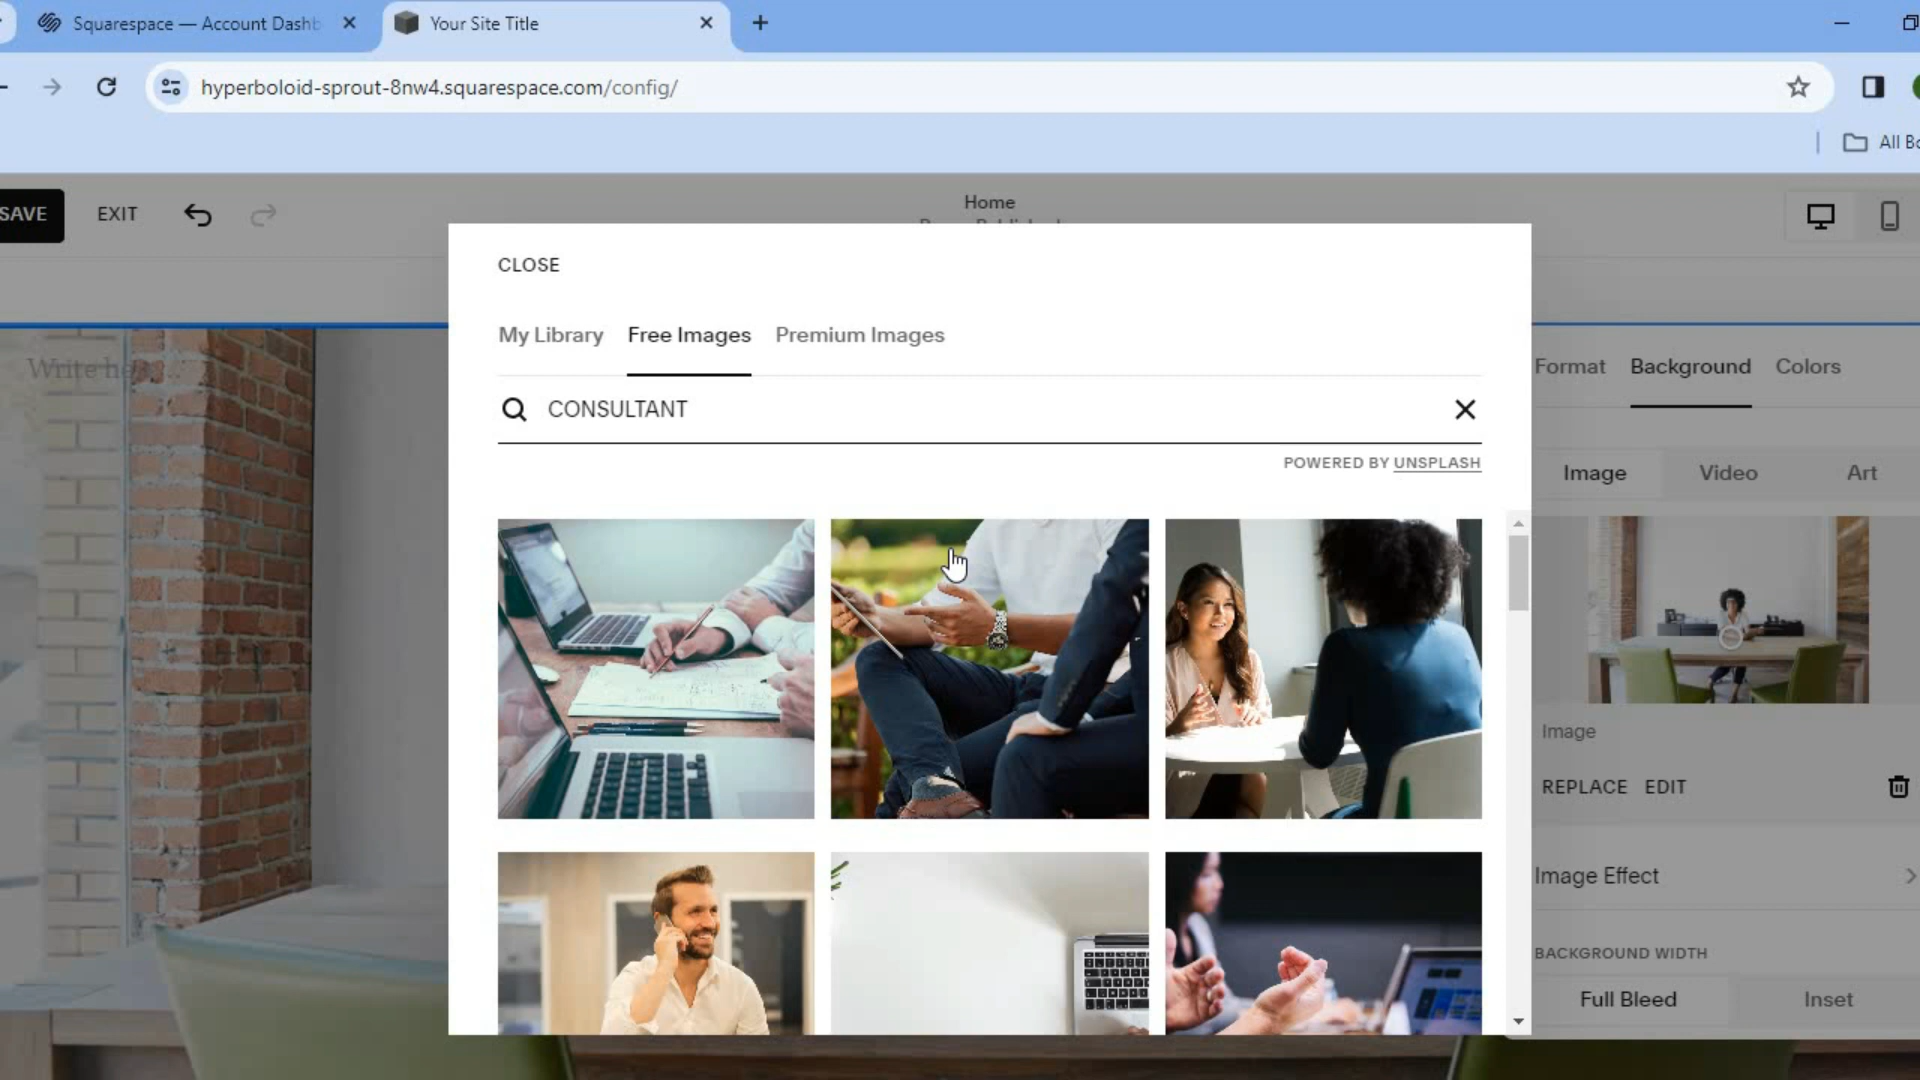 Squarespace — Account Dashb
Your Site Title
hyperboloid-sprout-8nw4.squarespace.com/config/
All Bo
SAVE
EXIT
Home
CLOSE
My Library
Free Images
Premium Images
Write he
CONSULTANT
POWERED BY UNSPLASH
Format
Background
Colors
Image
Video
Art
Image
REPLACE
EDIT
Image Effect
BACKGROUND WIDTH
Full Bleed
Inset